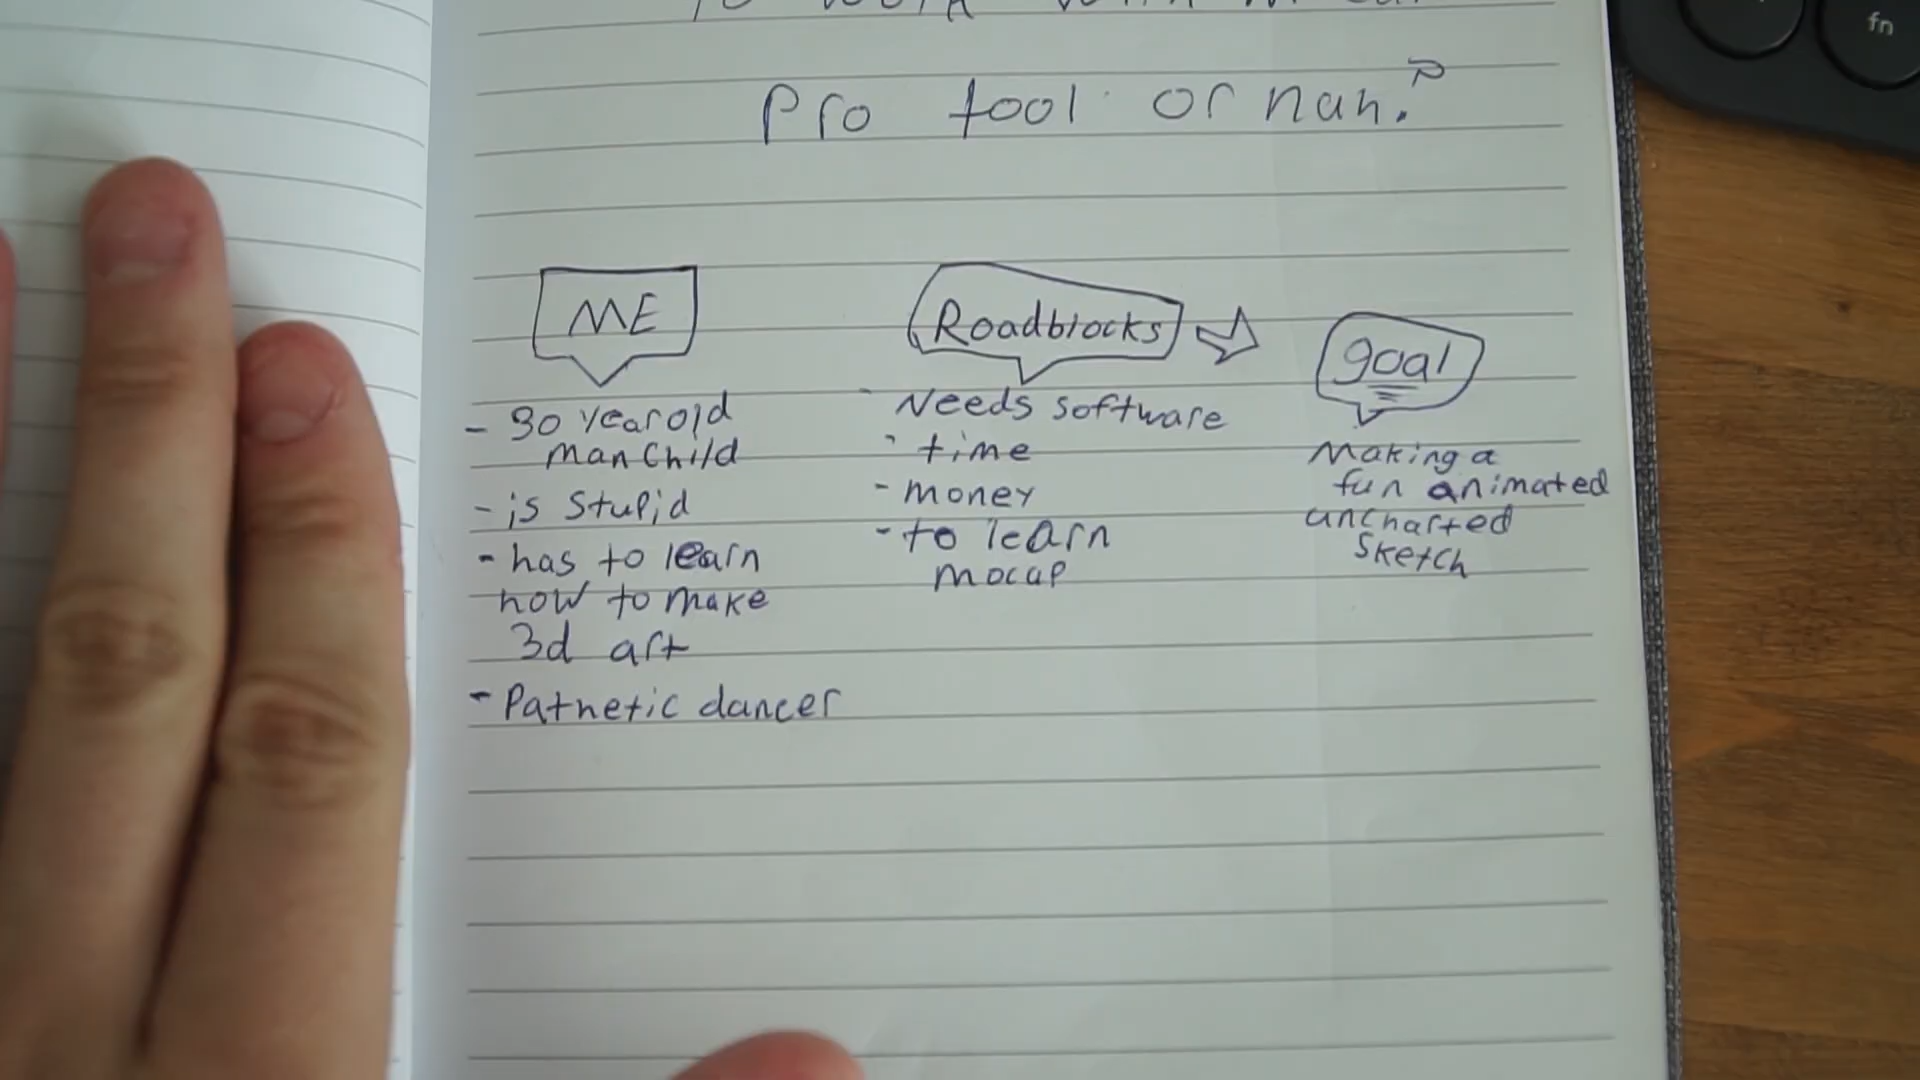 Pro tool or nah?
ME
- 30 year old
man child
- is stupid
- has to learn
how to make
3d art
- Pathetic dancer
Roadblocks
- Needs software
- time
- money
- to learn
mocap
goal
Making a
fun animated
uncharted
sketch
fn